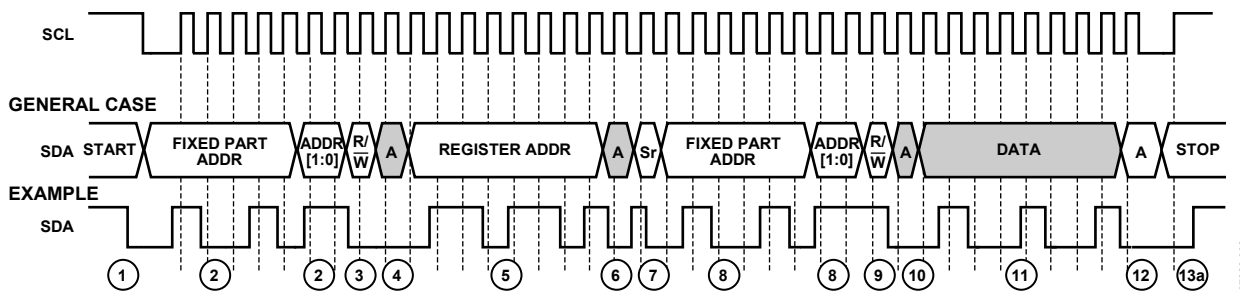 SCL
GENERAL CASE
SDA START FIXED PART ADDR ADDR [1:0] R/W A REGISTER ADDR A Sr FIXED PART ADDR ADDR [1:0] R/W A DATA A STOP
EXAMPLE
SDA
1 2 2 3 4 5 6 7 8 8 9 10 11 12 13a